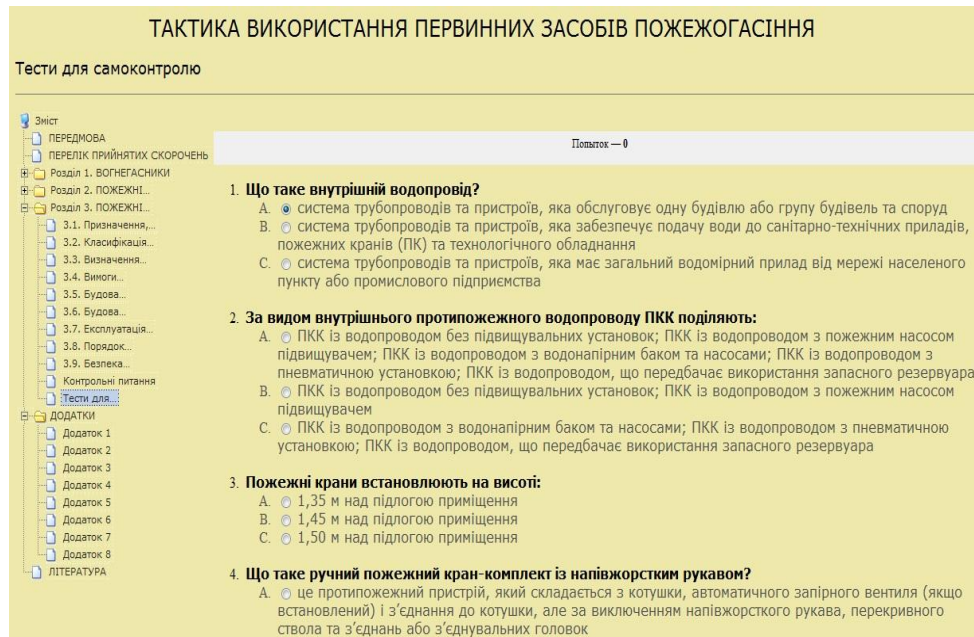 ТАКТИКА ВИКОРИСТАННЯ ПЕРВИННИХ ЗАСОБІВ ПОЖЕЖОГАСІННЯ
Тести для самоконтролю
Зміст
ПЕРЕДМОВА
ПЕРЕЛІК ПРИЙНЯТИХ СКОРОЧЕНЬ
Розділ 1. ВОГНЕГАСНИКИ
Розділ 2. ПОЖЕЖНІ...
Розділ 3. ПОЖЕЖНІ...
3.1. Призначення,...
3.2. Класифікація...
3.3. Визначення...
3.4. Вимоги...
3.5. Будова...
3.6. Будова...
3.7. Експлуатація...
3.8. Порядок...
3.9. Безпека...
Контрольні питання
Тести для...
ДОДАТКИ
Додаток 1
Додаток 2
Додаток 3
Додаток 4
Додаток 5
Додаток 6
Додаток 7
Додаток 8
ЛІТЕРАТУРА
Попыток — 0
1. Що таке внутрішній водопровід?
A. система трубопроводів та пристроїв, яка обслуговує одну будівлю або групу будівель та споруд
B. система трубопроводів та пристроїв, яка забезпечує подачу води до санітарно-технічних приладів,
пожежних кранів (ПК) та технологічного обладнання
C. система трубопроводів та пристроїв, яка має загальний водомірний прилад від мережі населеного
пункту або промислового підприємства
2. За видом внутрішнього протипожежного водопроводу ПКК поділяють:
A. ПКК із водопроводом без підвищувальних установок; ПКК із водопроводом з пожежним насосом
підвищувачем; ПКК із водопроводом з водонапірним баком та насосами; ПКК із водопроводом з
пневматичною установкою; ПКК із водопроводом, що передбачає використання запасного резервуара
B. ПКК із водопроводом без підвищувальних установок; ПКК із водопроводом з пожежним насосом
підвищувачем
C. ПКК із водопроводом з водонапірним баком та насосами; ПКК із водопроводом з пневматичною
установкою; ПКК із водопроводом, що передбачає використання запасного резервуара
3. Пожежні крани встановлюють на висоті:
A. 1,35 м над підлогою приміщення
B. 1,45 м над підлогою приміщення
C. 1,50 м над підлогою приміщення
4. Що таке ручний пожежний кран-комплект із напівжорстким рукавом?
A. це протипожежний пристрій, який складається з котушки, автоматичного запірного вентиля (якщо
встановлений) і з’єднання до котушки, але за виключенням напівжорсткого рукава, перекривного
ствола та з’єднань або з’єднувальних головок